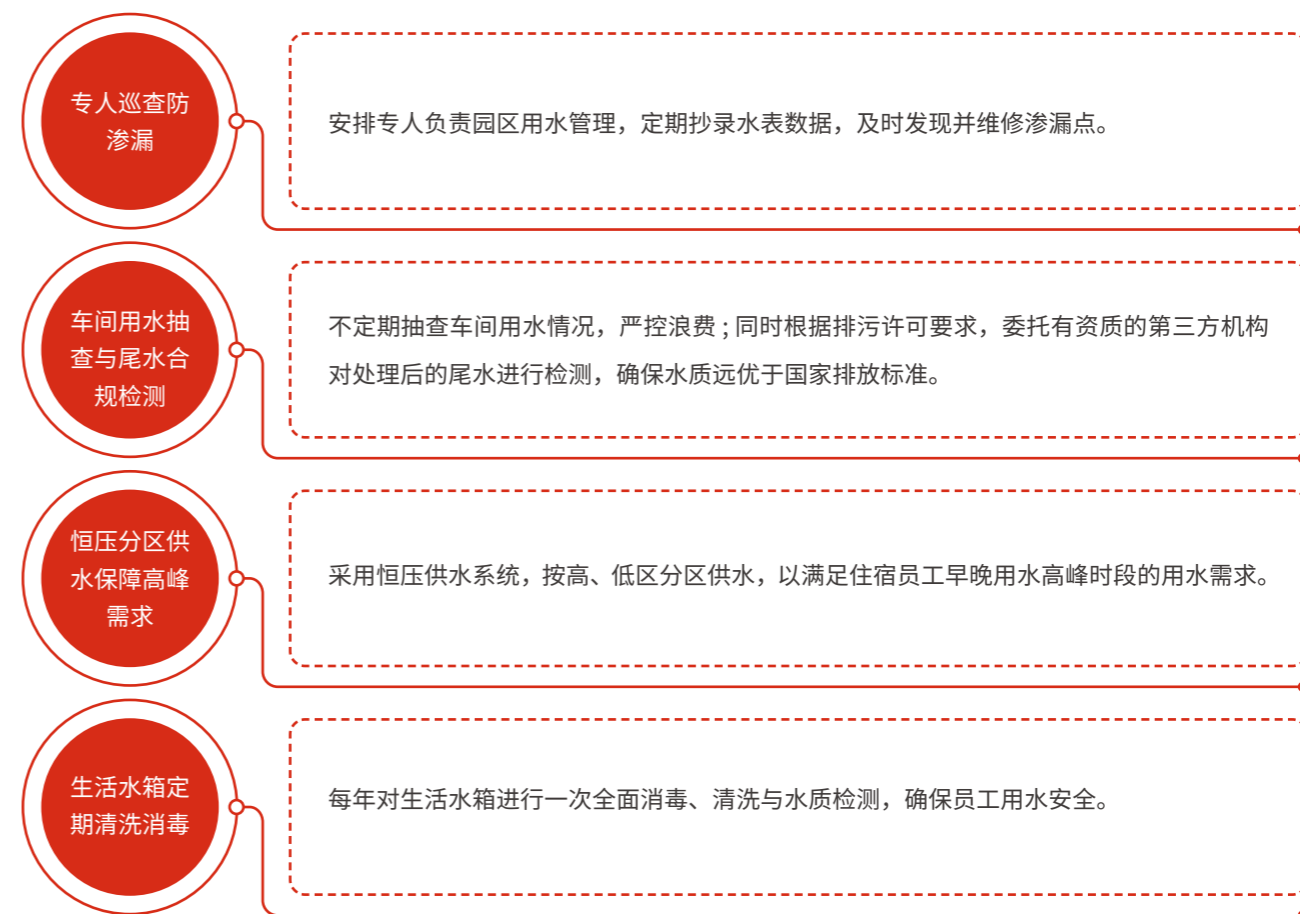 专人巡查防
渗漏
安排专人负责园区用水管理，定期抄录水表数据，及时发现并维修渗漏点。
车间用水抽
查与尾水合
规检测
不定期抽查车间用水情况，严控浪费；同时根据排污许可要求，委托有资质的第三方机构
对处理后的尾水进行检测，确保水质远优于国家排放标准。
恒压分区供
水保障高峰
需求
采用恒压供水系统，按高、低区分区供水，以满足住宿员工早晚用水高峰时段的用水需求。
生活水箱定
期清洗消毒
每年对生活水箱进行一次全面消毒、清洗与水质检测，确保员工用水安全。